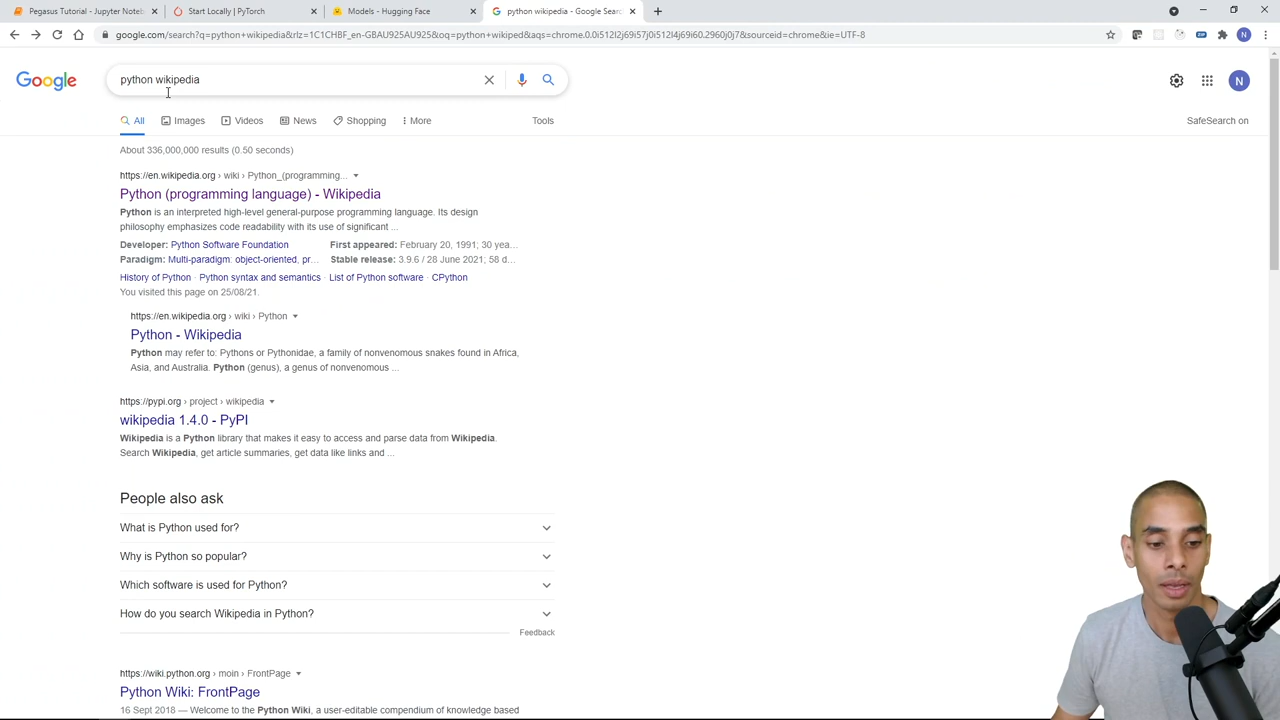 Pegasus Tutorial - Jupyter Noteb
Start Locally | PyTorch
Models - Hugging Face
python wikipedia - Google Searc
google.com/search?q=python+wikipedia&rlz=1C1CHBF_en-GBAU925AU925&oq=python+wikiped&aqs=chrome.0.0i512l2j69i57j0i512l4j69i60.2960j0j7&sourceid=chrome&ie=UTF-8
N
Google
python wikipedia
N
All Images Videos News Shopping More Tools SafeSearch on
About 336,000,000 results (0.50 seconds)
https://en.wikipedia.org › wiki › Python_(programming...
Python (programming language) - Wikipedia
Python is an interpreted high-level general-purpose programming language. Its design
philosophy emphasizes code readability with its use of significant ...
Developer: Python Software Foundation First appeared: February 20, 1991; 30 yea...
Paradigm: Multi-paradigm: object-oriented, pr... Stable release: 3.9.6 / 28 June 2021; 58 d...
History of Python · Python syntax and semantics · List of Python software · CPython
You visited this page on 25/08/21.
https://en.wikipedia.org › wiki › Python
Python - Wikipedia
Python may refer to: Pythons or Pythonidae, a family of nonvenomous snakes found in Africa,
Asia, and Australia. Python (genus), a genus of nonvenomous ...
https://pypi.org › project › wikipedia
wikipedia 1.4.0 - PyPI
Wikipedia is a Python library that makes it easy to access and parse data from Wikipedia.
Search Wikipedia, get article summaries, get data like links and ...
People also ask
What is Python used for?
Why is Python so popular?
Which software is used for Python?
How do you search Wikipedia in Python?
Feedback
https://wiki.python.org › moin › FrontPage
Python Wiki: FrontPage
16 Sept 2018 — Welcome to the Python Wiki, a user-editable compendium of knowledge based